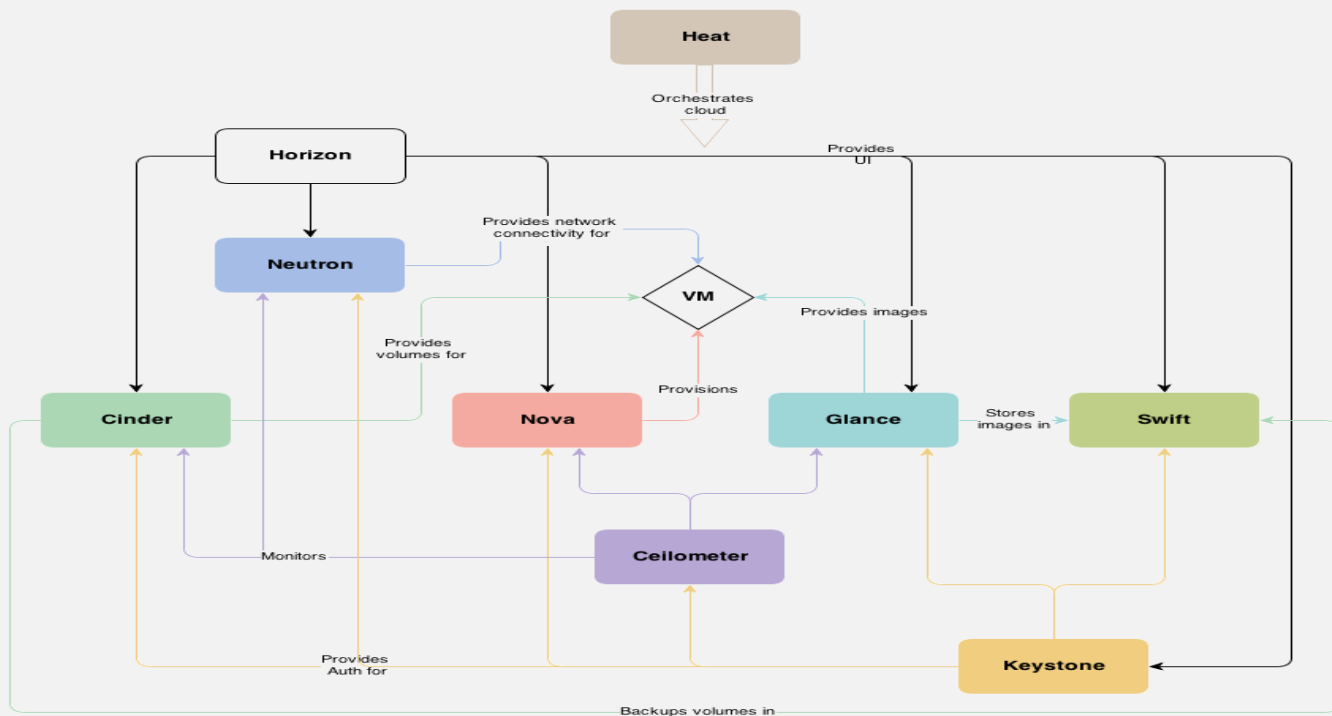 Heat
Orchestrates
cloud
Provides
UI
Horizon
Provides network
connectivity for
Neutron
VM
Provides images
Provides
volumes for
Provisions
Cinder
Nova
Glance
Stores
images in
Swift
Monitors
Ceilometer
Provides
Auth for
Keystone
Backups volumes in